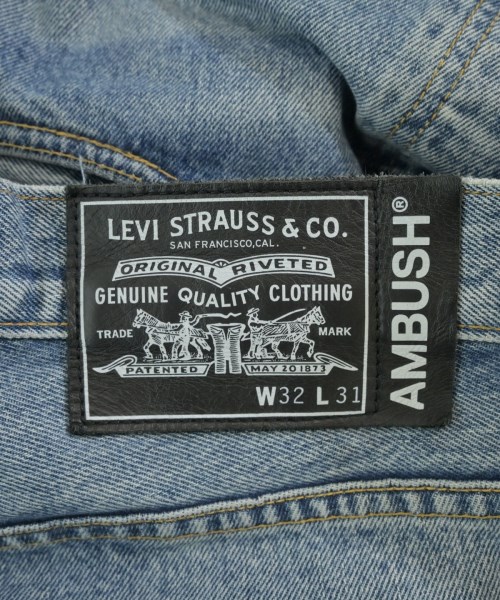 LEVI STRAUSS & CO.
SAN FRANCISCO, CAL.
ORIGINAL RIVETED
GENUINE QUALITY CLOTHING
TRADE MARK
PATENTED MAY 20 1873
W32 L 31
AMBUSH®